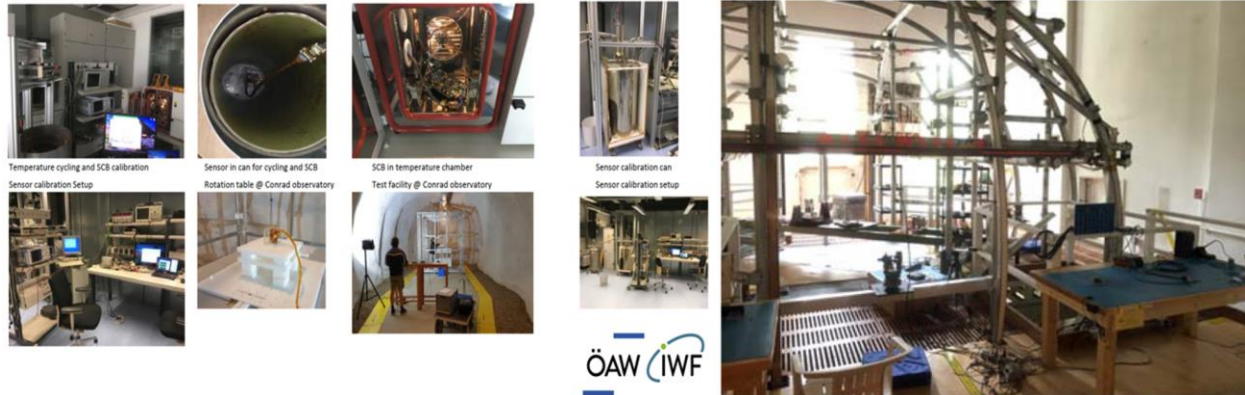 Temperature cycling and SCB calibration
Sensor in can for cycling and SCB
SCB in temperature chamber
Sensor calibration can
Sensor calibration Setup
Rotation table @ Conrad observatory
Test facility @ Conrad observatory
Sensor calibration setup
ÖAW IWF